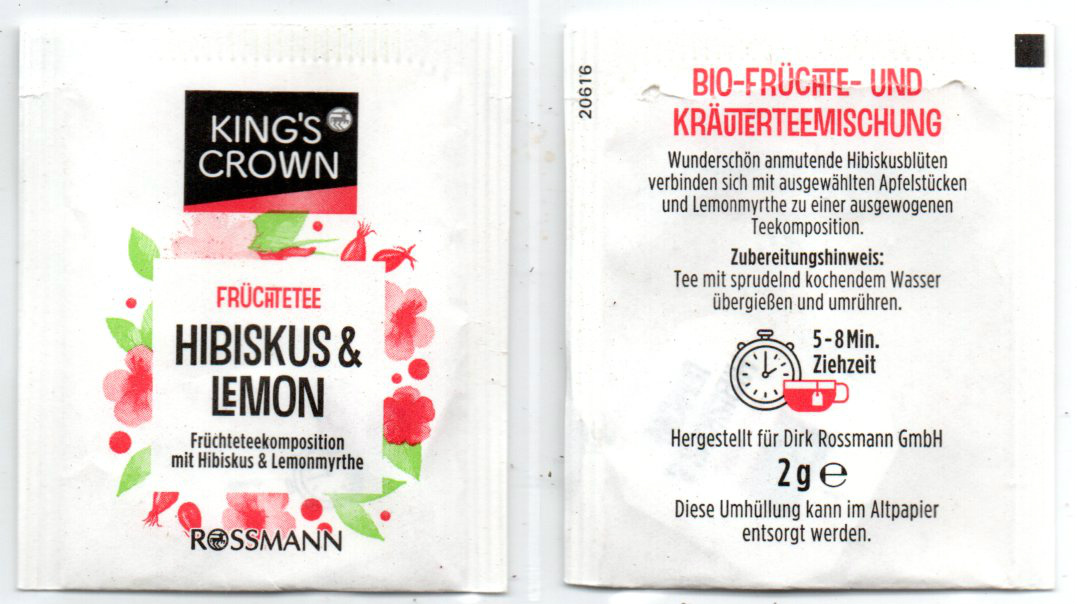 KING'S
CROWN
FRÜCHTETEE
HIBISKUS &
LEMON
Früchteteekomposition
mit Hibiskus & Lemonmyrthe
ROSSMANN
20616
BIO-FRÜCHTE- UND
KRÄUTERTEEMISCHUNG
Wunderschön anmutende Hibiskusblüten
verbinden sich mit ausgewählten Apfelstücken
und Lemonmyrthe zu einer ausgewogenen
Teekomposition.
Zubereitungshinweis:
Tee mit sprudelnd kochendem Wasser
übergießen und umrühren.
5-8 Min.
Ziehzeit
Hergestellt für Dirk Rossmann GmbH
2 g ℮
Diese Umhüllung kann im Altpapier
entsorgt werden.